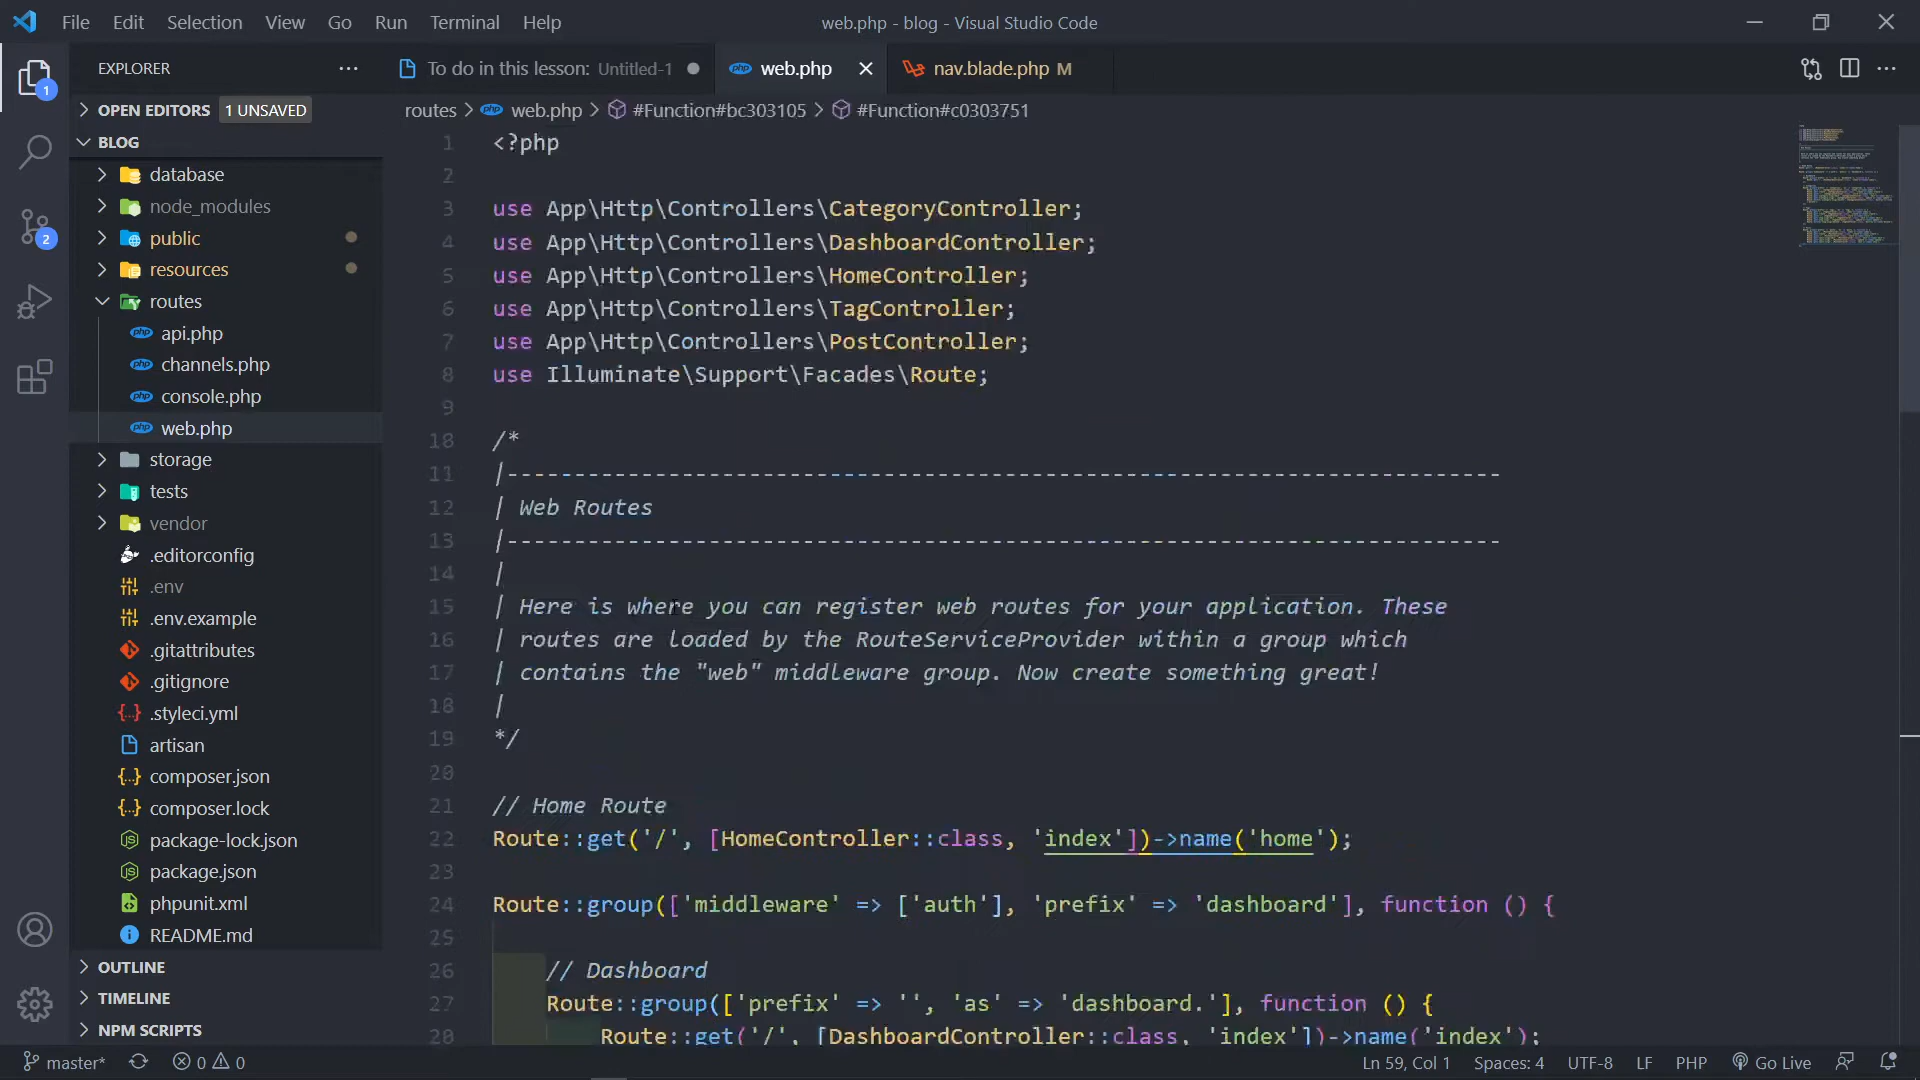 File Edit Selection View Go Run Terminal Help
web.php - blog - Visual Studio Code
EXPLORER
To do in this lesson: Untitled-1
web.php
nav.blade.php M
OPEN EDITORS 1 UNSAVED
routes > web.php > #Function#bc303105 > #Function#c0303751
BLOG
database
node_modules
public
resources
routes
api.php
channels.php
console.php
web.php
storage
tests
vendor
.editorconfig
.env
.env.example
.gitattributes
.gitignore
.styleci.yml
artisan
composer.json
composer.lock
package-lock.json
package.json
phpunit.xml
README.md
OUTLINE
TIMELINE
NPM SCRIPTS
1
2
1 <?php
2
3 use App\Http\Controllers\CategoryController;
4 use App\Http\Controllers\DashboardController;
5 use App\Http\Controllers\HomeController;
6 use App\Http\Controllers\TagController;
7 use App\Http\Controllers\PostController;
8 use Illuminate\Support\Facades\Route;
9
10 /*
11 |--------------------------------------------------------------------------
12 | Web Routes
13 |--------------------------------------------------------------------------
14 |
15 | Here is where you can register web routes for your application. These
16 | routes are loaded by the RouteServiceProvider within a group which
17 | contains the "web" middleware group. Now create something great!
18 |
19 */
20
21 // Home Route
22 Route::get('/', [HomeController::class, 'index'])->name('home');
23
24 Route::group(['middleware' => ['auth'], 'prefix' => 'dashboard'], function () {
25
26 // Dashboard
27 Route::group(['prefix' => '', 'as' => 'dashboard.'], function () {
28 Route::get('/', [DashboardController::class, 'index'])->name('index');
master* 0 0
Ln 59, Col 1 Spaces: 4 UTF-8 LF PHP Go Live